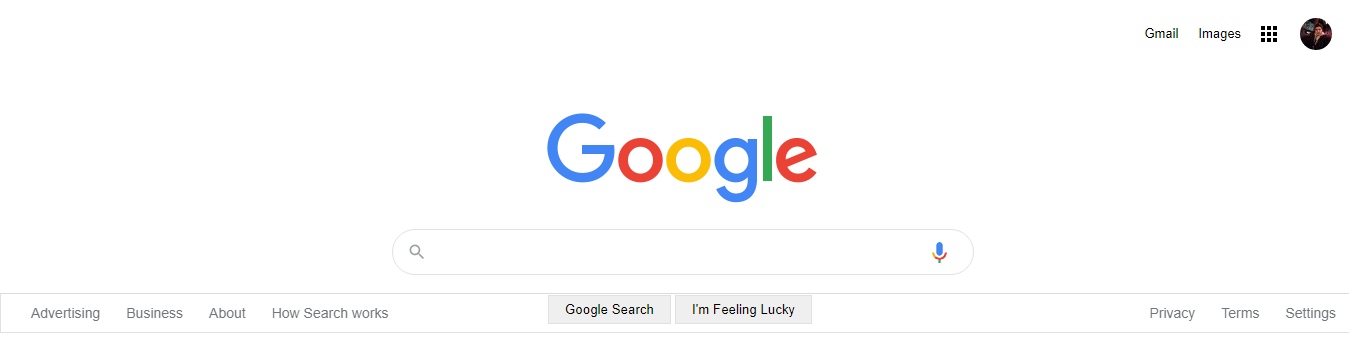 Gmail Images
Google
Advertising Business About How Search works Google Search I'm Feeling Lucky Privacy Terms Settings